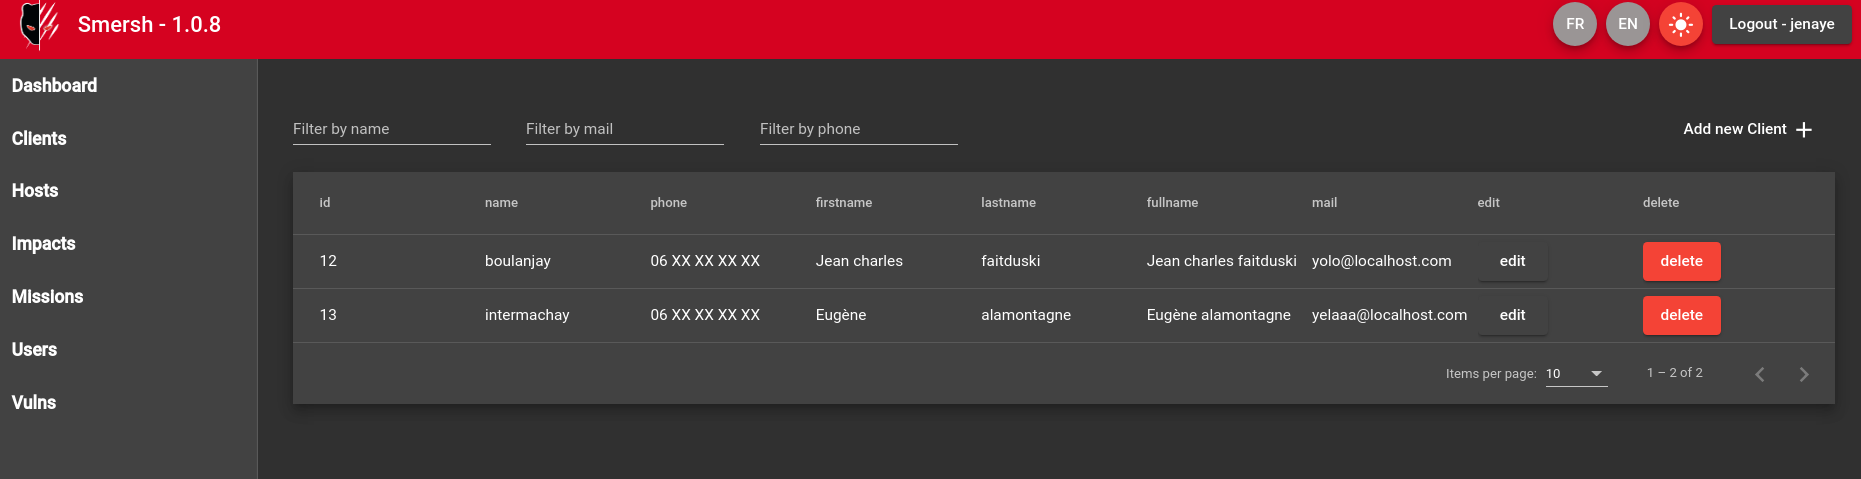 Smersh - 1.0.8
FR EN Logout - jenaye
Dashboard
Clients
Hosts
Impacts
Missions
Users
Vulns
Filter by name Filter by mail Filter by phone Add new Client
id name phone firstname lastname fullname mail edit delete
12 boulanjay 06 XX XX XX XX Jean charles faitduski Jean charles faitduski yolo@localhost.com edit delete
13 intermachay 06 XX XX XX XX Eugène alamontagne Eugène alamontagne yelaaa@localhost.com edit delete
Items per page: 10 1 – 2 of 2